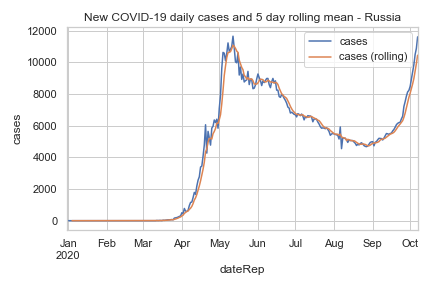 New COVID-19 daily cases and 5 day rolling mean - Russia
12000
cases
cases (rolling)
10000
8000
6000
4000
2000
0
cases
Jan Feb Mar Apr May Jun Jul Aug Sep Oct
2020
dateRep